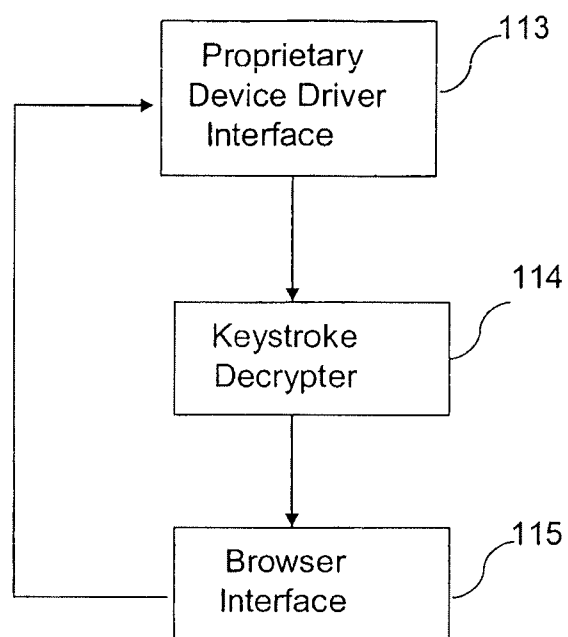 113
Proprietary
Device Driver
Interface
114
Keystroke
Decrypter
115
Browser
Interface